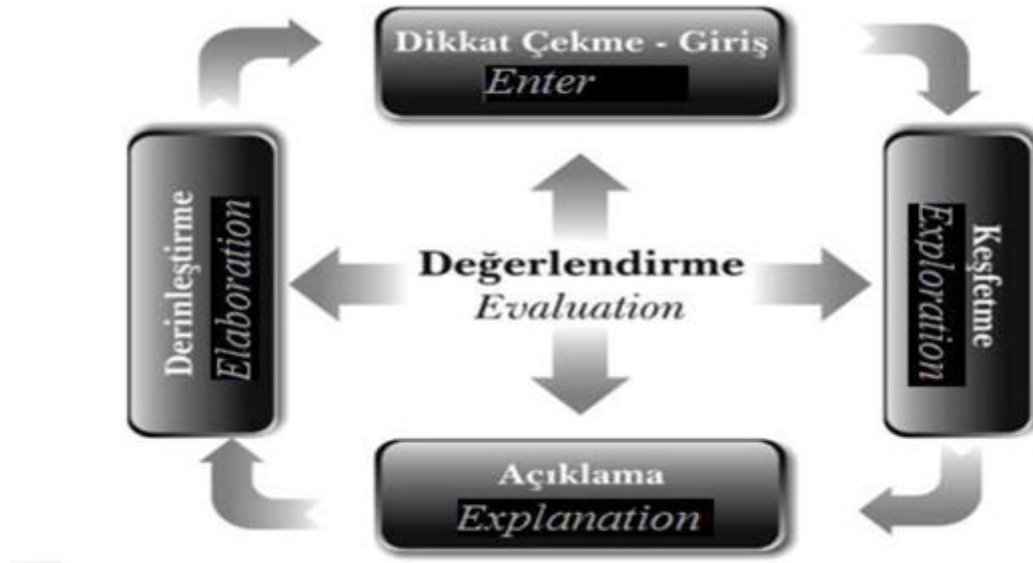 Dikkat Çekme - Giriş
Enter
Keşfetme
Exploration
Değerlendirme
Evaluation
Açıklama
Explanation
Derinleştirme
Elaboration